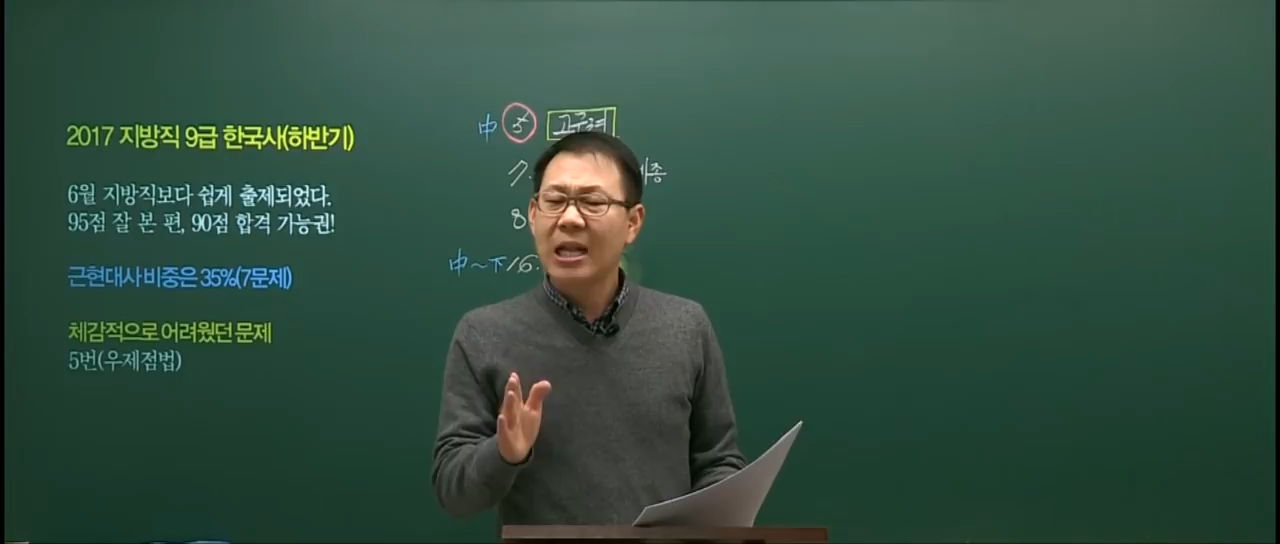 2017 지방직 9급 한국사(하반기)
6월 지방직보다 쉽게 출제되었다.
95점 잘 본 편, 90점 합격 가능권!
근현대사 비중은 35%(7문제)
체감적으로 어려웠던 문제
5번(우제점법)
中 5 고구려
7.
8
中~下 16.